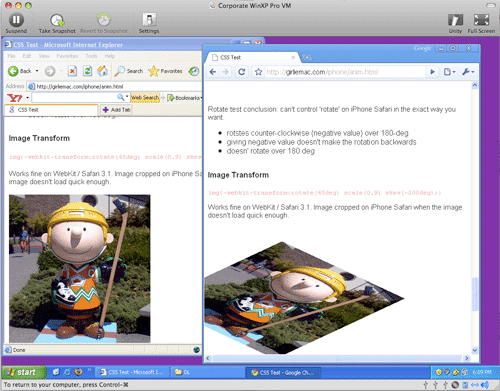 Corporate WinXP Pro VM
Suspend
Take Snapshot
Revert to Snapshot
Settings
Unity
Full Screen
CSS Test - Microsoft Internet Explorer
File Edit View Favorites Tools Help
Back
Search
Favorites
Address
http://grrlemac.com/iphone/anim.html
Web Search
Bookmarks
CSS Test
Add Tab
Image Transform
img{-webkit-transform:rotate(45deg) scale(0.9)
Works fine on WebKit / Safari 3.1. Image cropped on iPhone
image doesn't load quick enough.
Done
Google
CSS Test
http://grrlemac.com/iphone/anim.html
Rotate test conclusion: can't control 'rotate' on iPhone Safari in the exact way you
want.
rotstes counter-clockwise (negative value) over 180-deg
giving negative value doesn't make the rotation backwards
doesn' rotate over 180 deg
Image Transform
img{-webkit-transform:rotate(45deg) scale(0.9) skew(-200deg);}
Works fine on WebKit / Safari 3.1. Image cropped on iPhone Safari when the image
doesn't load quick enough.
start
CSS Test - Microsoft I...
DL
CSS Test - Google Ch...
6:09 PM
To return to your computer, press Control-⌘